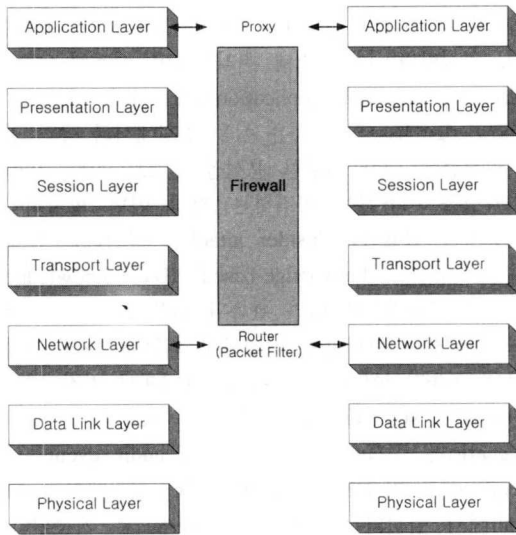 Application Layer Proxy Application Layer
Presentation Layer Presentation Layer
Session Layer Firewall Session Layer
Transport Layer Transport Layer
Network Layer Router Network Layer
(Packet Filter)
Data Link Layer Data Link Layer
Physical Layer Physical Layer